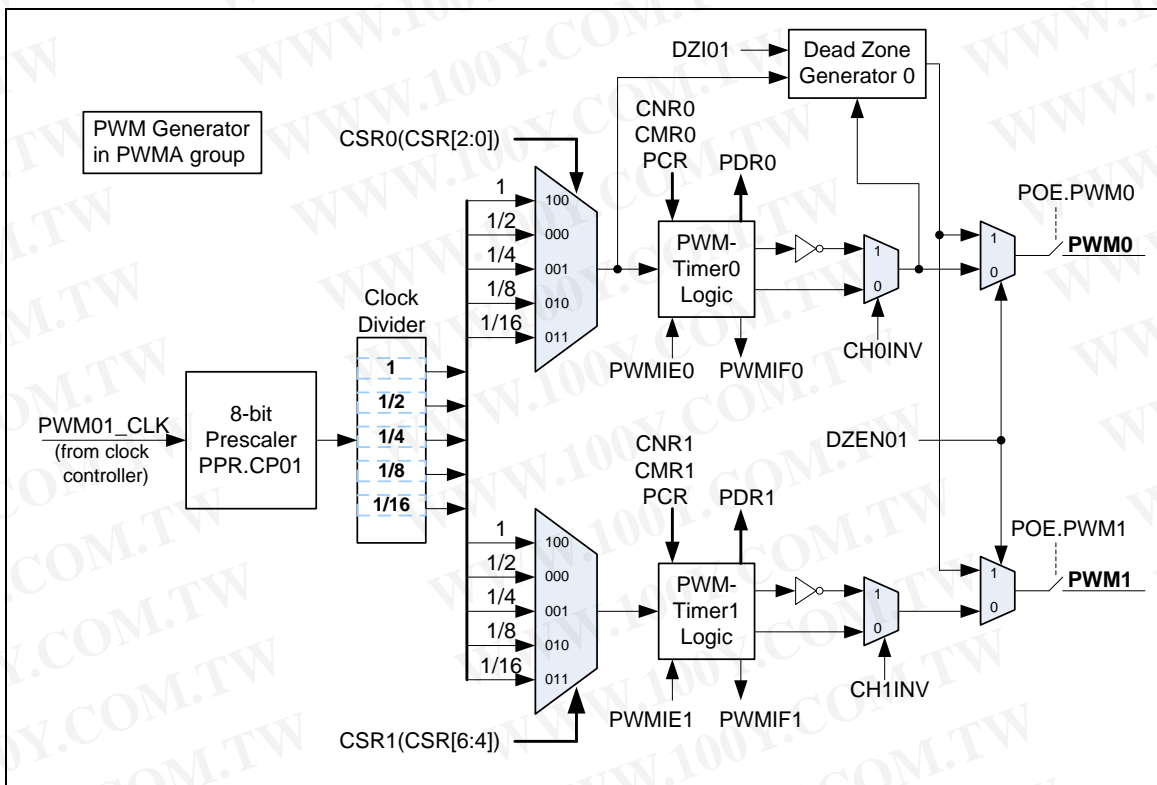 PWM Generator
in PWMA group
DZI01
Dead Zone
Generator 0
CSR0(CSR[2:0])
CNR0
CMR0
PCR
PDR0
1
1/2
1/4
1/8
1/16
100
000
001
010
011
PWM-
Timer0
Logic
1
0
CH0INV
PWMIE0
PWMIF0
1
0
POE.PWM0
PWM0
Clock
Divider
1
1/2
1/4
1/8
1/16
PWM01_CLK
(from clock
controller)
8-bit
Prescaler
PPR.CP01
DZEN01
CNR1
CMR1
PCR
PDR1
1
1/2
1/4
1/8
1/16
100
000
001
010
011
PWM-
Timer1
Logic
1
0
CH1INV
PWMIE1
PWMIF1
1
0
POE.PWM1
PWM1
CSR1(CSR[6:4])
WWW.100Y.COM.TW